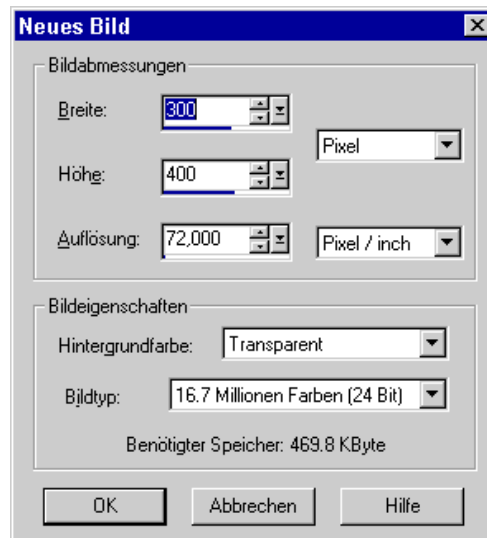 Neues Bild
Bildabmessungen
Breite: 300
Pixel
Höhe: 400
Auflösung: 72,000 Pixel / inch
Bildeigenschaften
Hintergrundfarbe: Transparent
Bildtyp: 16.7 Millionen Farben (24 Bit)
Benötigter Speicher: 469.8 KByte
OK Abbrechen Hilfe